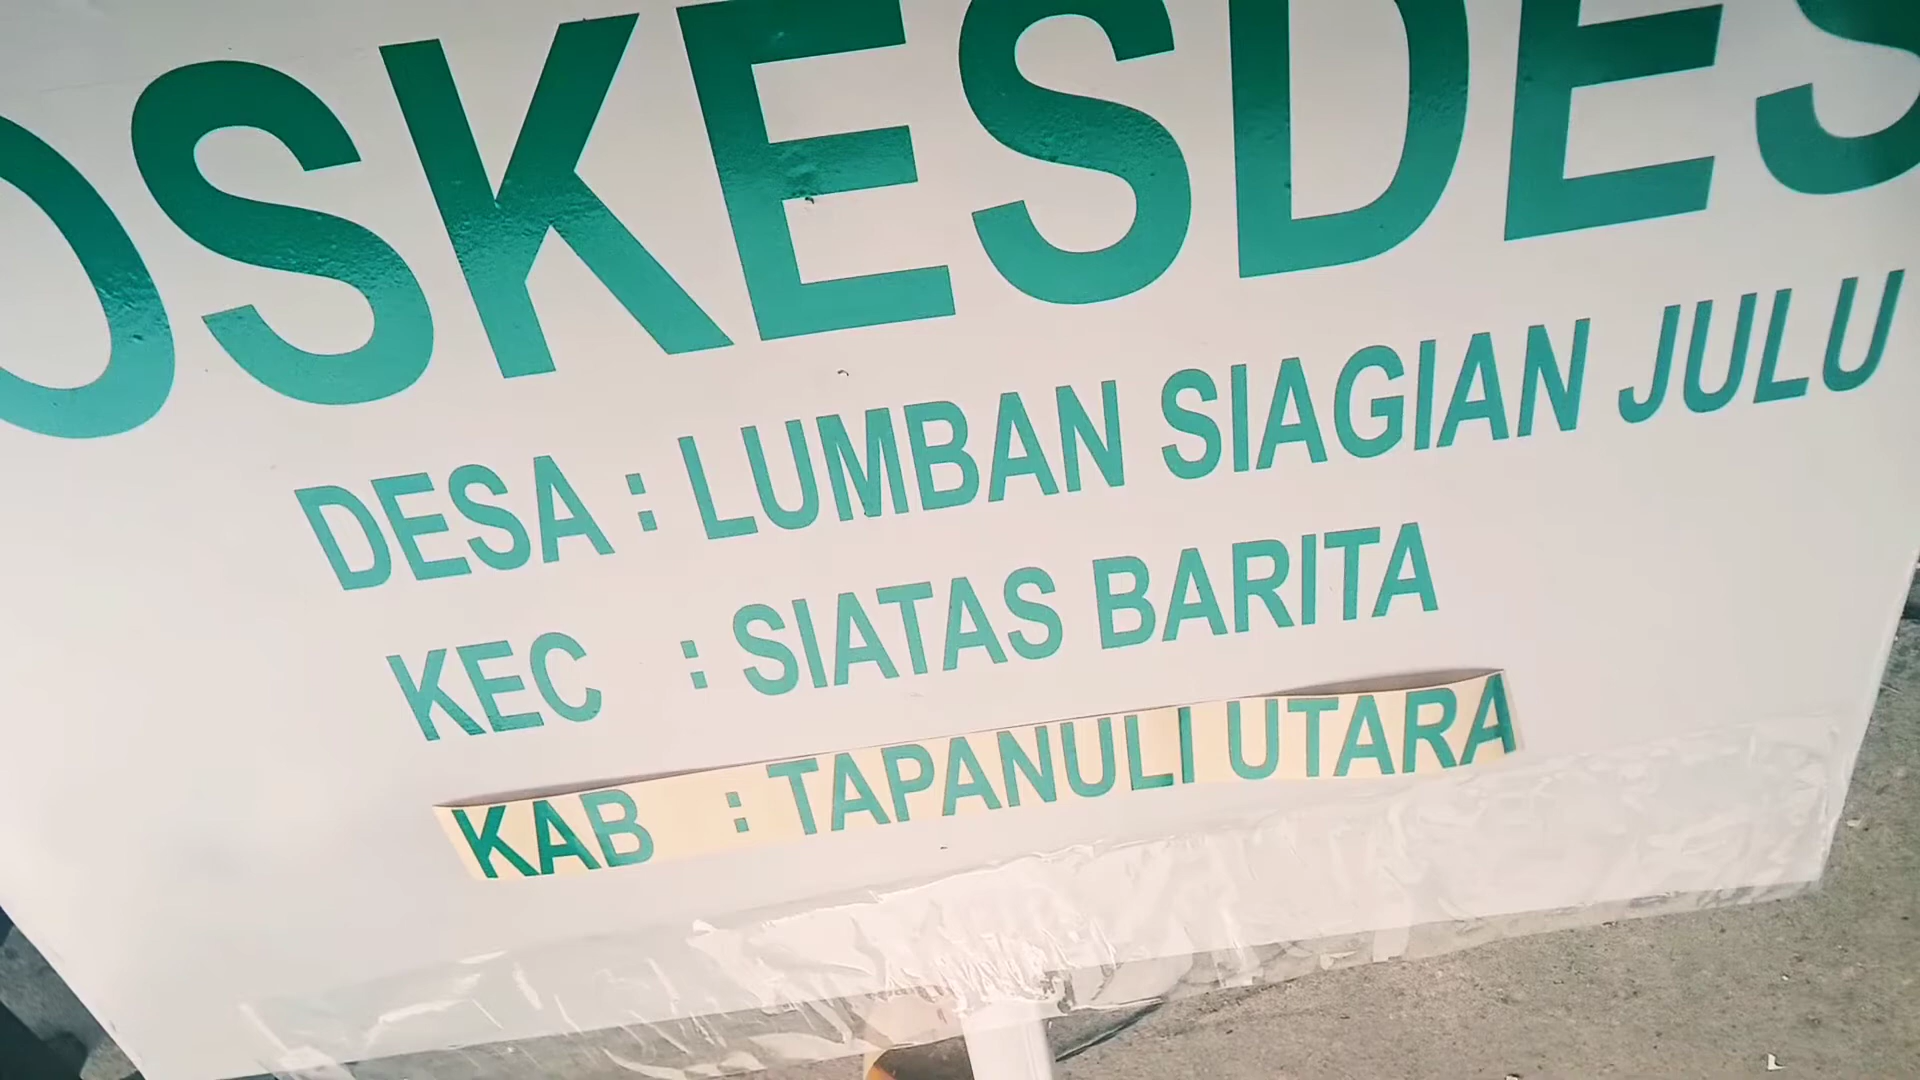 OSKESDES
DESA : LUMBAN SIAGIAN JULU
KEC : SIATAS BARITA
KAB : TAPANULI UTARA